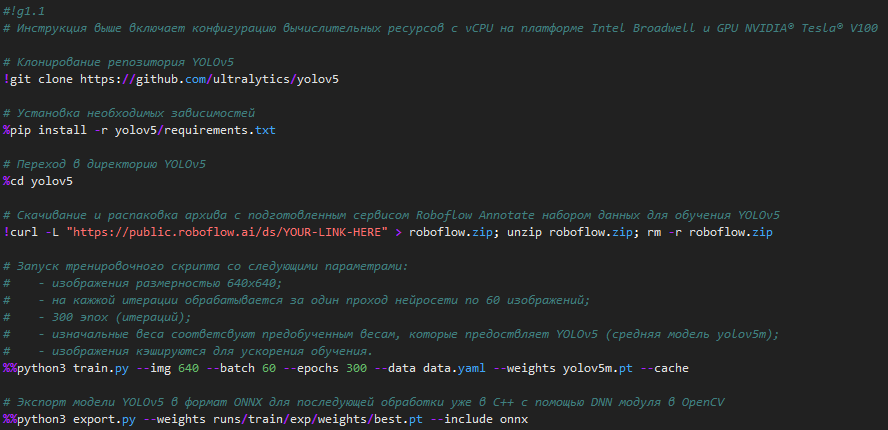 #!g1.1
# Инструкция выше включает конфигурацию вычислительных ресурсов с vCPU на платформе Intel Broadwell и GPU NVIDIA® Tesla® V100
# Клонирование репозитория YOLOv5
!git clone https://github.com/ultralytics/yolov5
# Установка необходимых зависимостей
%pip install -r yolov5/requirements.txt
# Переход в директорию YOLOv5
%cd yolov5
# Скачивание и распаковка архива с подготовленным сервисом Roboflow Annotate набором данных для обучения YOLOv5
!curl -L "https://public.roboflow.ai/ds/YOUR-LINK-HERE" > roboflow.zip; unzip roboflow.zip; rm -r roboflow.zip
# Запуск тренировочного скрипта со следующими параметрами:
#    - изображения размерностью 640x640;
#    - на кажжой итерации обрабатывается за один проход нейросети по 60 изображений;
#    - 300 эпох (итераций);
#    - изначальные веса соответсвуют предобученным весам, которые предоствляет YOLOv5 (средняя модель yolov5m);
#    - изображения кэшируются для ускорения обучения.
%%python3 train.py --img 640 --batch 60 --epochs 300 --data data.yaml --weights yolov5m.pt --cache
# Экспорт модели YOLOv5 в формат ONNX для последующей обработки уже в C++ с помощью DNN модуля в OpenCV
%%python3 export.py --weights runs/train/exp/weights/best.pt --include onnx